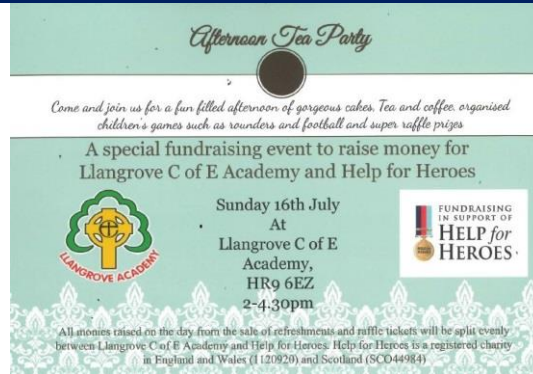 Afternoon Tea Party
Come and join us for a fun filled afternoon of gorgeous cakes, Tea and coffee, organised
children's games such as rounders and football and super raffle prizes
A special fundraising event to raise money for
Llangrove C of E Academy and Help for Heroes
LLANGROVE ACADEMY
Sunday 16th July
At
Llangrove C of E
Academy,
HR9 6EZ
2-4.30pm
FUNDRAISING
IN SUPPORT OF
HELP for
HEROES
All monies raised on the day from the sale of refreshments and raffle tickets will be split evenly
between Llangrove C of E Academy and Help for Heroes. Help for Heroes is a registered charity
in England and Wales (1120920) and Scotland (SCO44984)